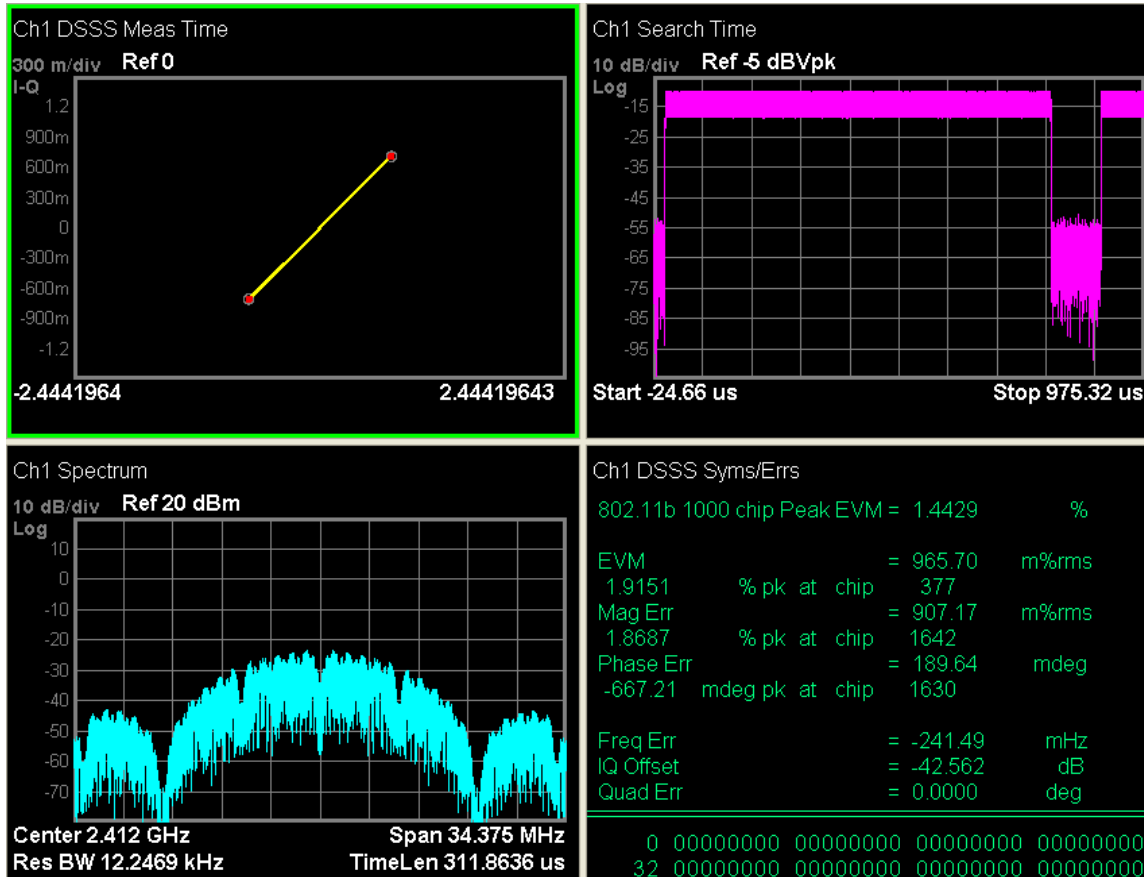 Ch1 DSSS Meas Time
300 m/div Ref 0
I-Q
1.2
900m
600m
300m
0
-300m
-600m
-900m
-1.2
-2.4441964 2.44419643
Ch1 Search Time
10 dB/div Ref -5 dBVpk
Log
-15
-25
-35
-45
-55
-65
-75
-85
-95
Start -24.66 us Stop 975.32 us
Ch1 Spectrum
10 dB/div Ref 20 dBm
Log
10
0
-10
-20
-30
-40
-50
-60
-70
Center 2.412 GHz Span 34.375 MHz
Res BW 12.2469 kHz TimeLen 311.8636 us
Ch1 DSSS Syms/Errs
802.11b 1000 chip Peak EVM = 1.4429 %
EVM = 965.70 m%rms
1.9151 % pk at chip 377
Mag Err = 907.17 m%rms
1.8687 % pk at chip 1642
Phase Err = 189.64 mdeg
-667.21 mdeg pk at chip 1630
Freq Err = -241.49 mHz
IQ Offset = -42.562 dB
Quad Err = 0.0000 deg
0 00000000 00000000 00000000 00000000
32 00000000 00000000 00000000 00000000